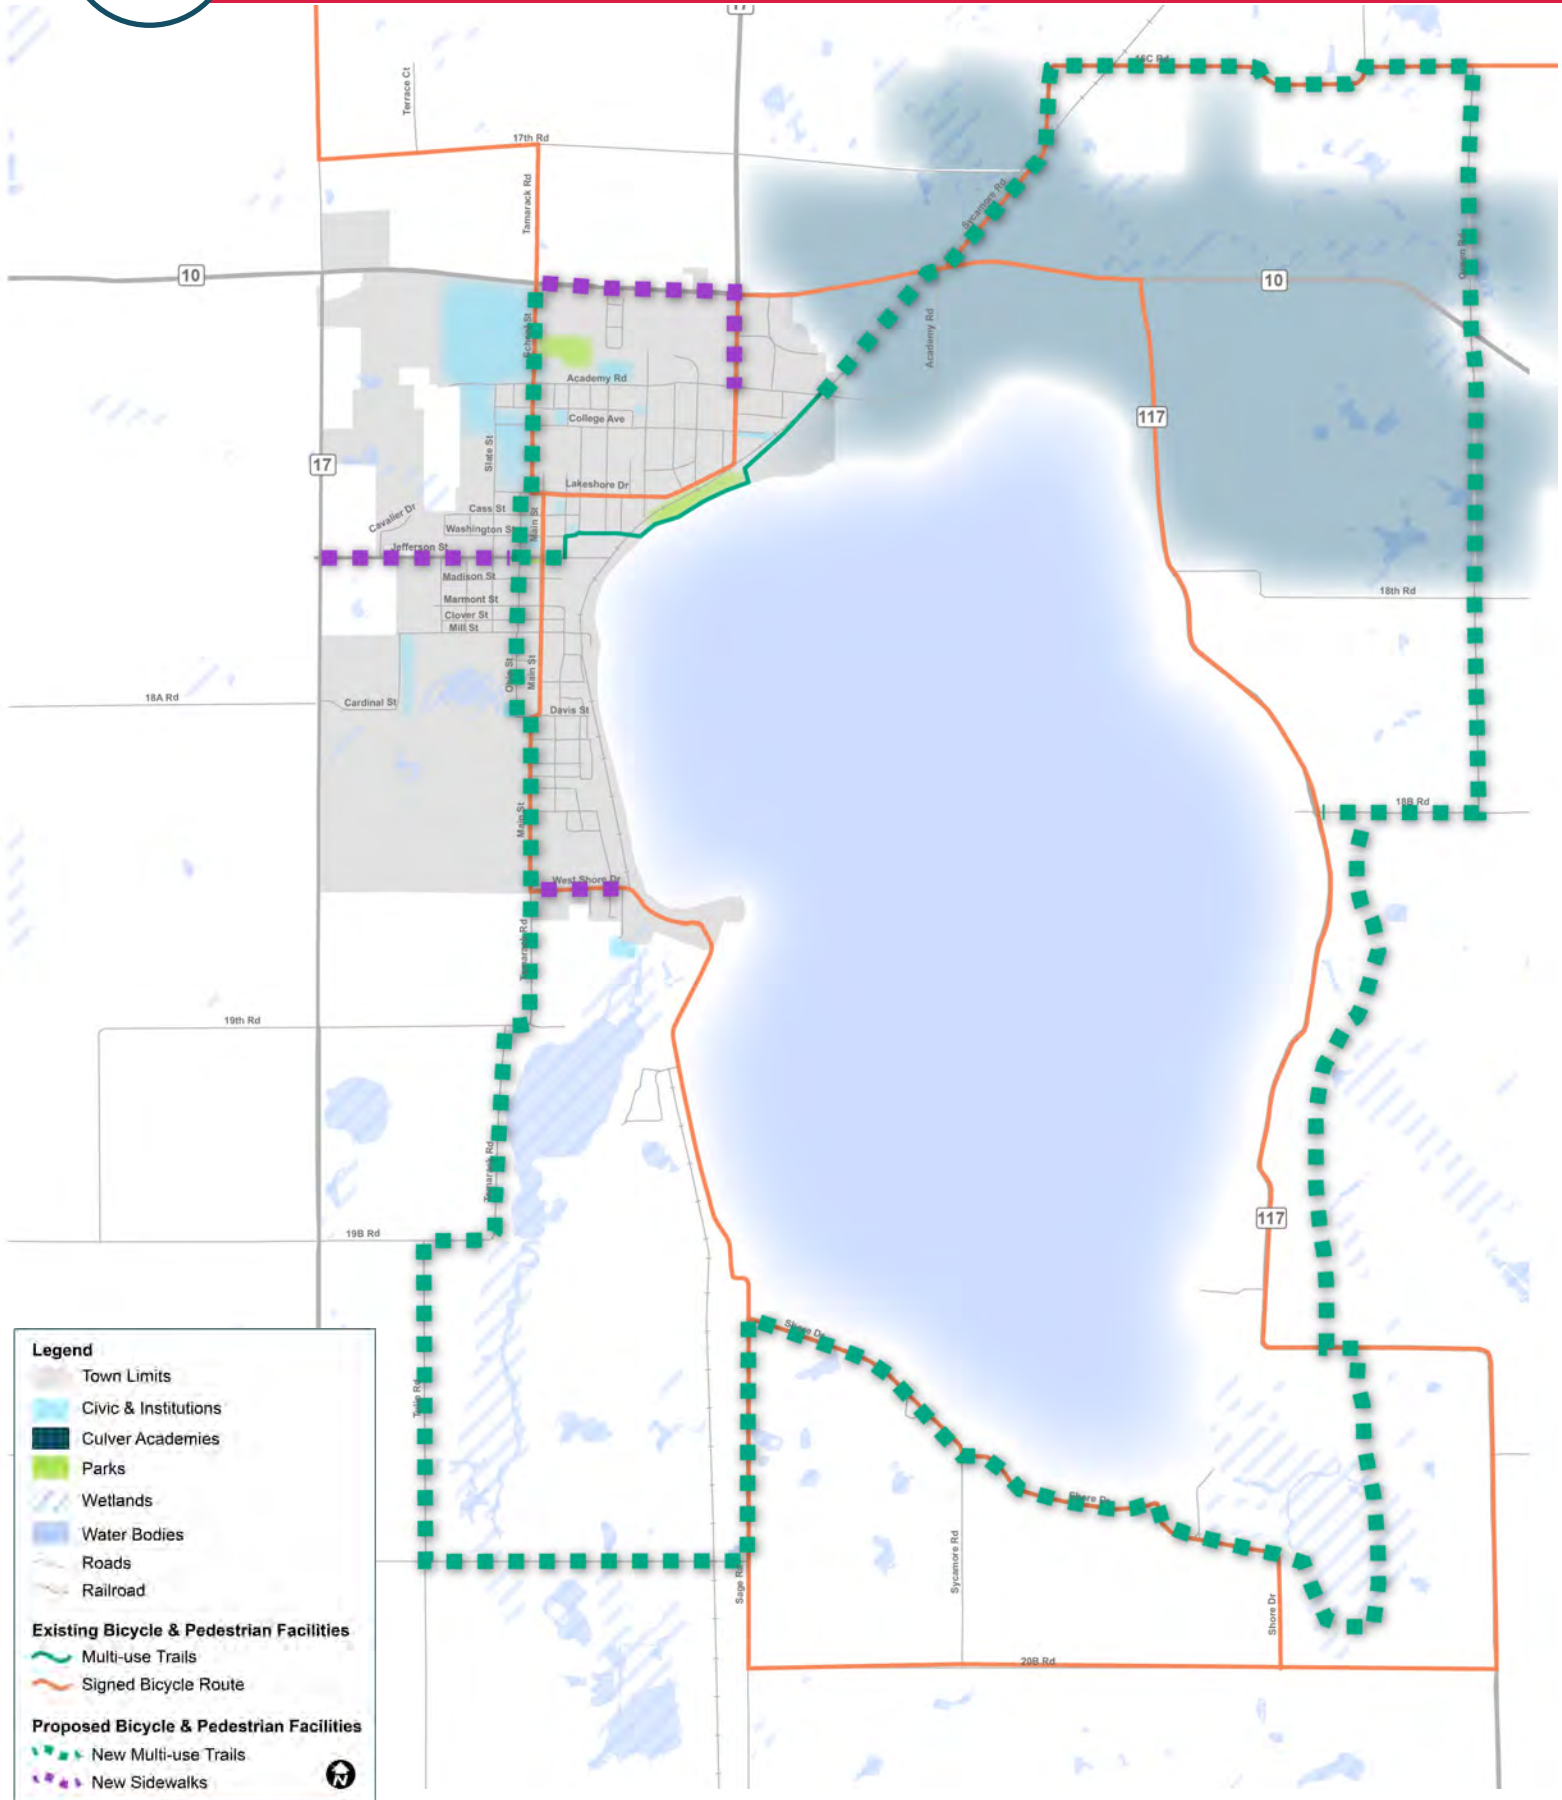 17
16C Rd
Terrace Ct
17th Rd
Tamarack Rd
Sycamore Rd
Queen Rd
10
10
School St
Academy Rd
Academy Rd
College Ave
117
State St
17
Lakeshore Dr
Cass St
Cavalier Dr
Washington St
Main St
Jefferson St
Madison St
18th Rd
Marmont St
Clover St
Mill St
Ohio St
Main St
18A Rd
Cardinal St
Davis St
18B Rd
Main St
West Shore Dr
Tamarack Rd
19th Rd
Tamarack Rd
117
19B Rd
Shore Dr
Legend
Town Limits
Civic & Institutions
Culver Academies
Parks
Wetlands
Water Bodies
Roads
Railroad
Existing Bicycle & Pedestrian Facilities
Multi-use Trails
Signed Bicycle Route
Proposed Bicycle & Pedestrian Facilities
New Multi-use Trails
New Sidewalks
N
Shore Dr
Sycamore Rd
Sage Rd
Shore Dr
20B Rd